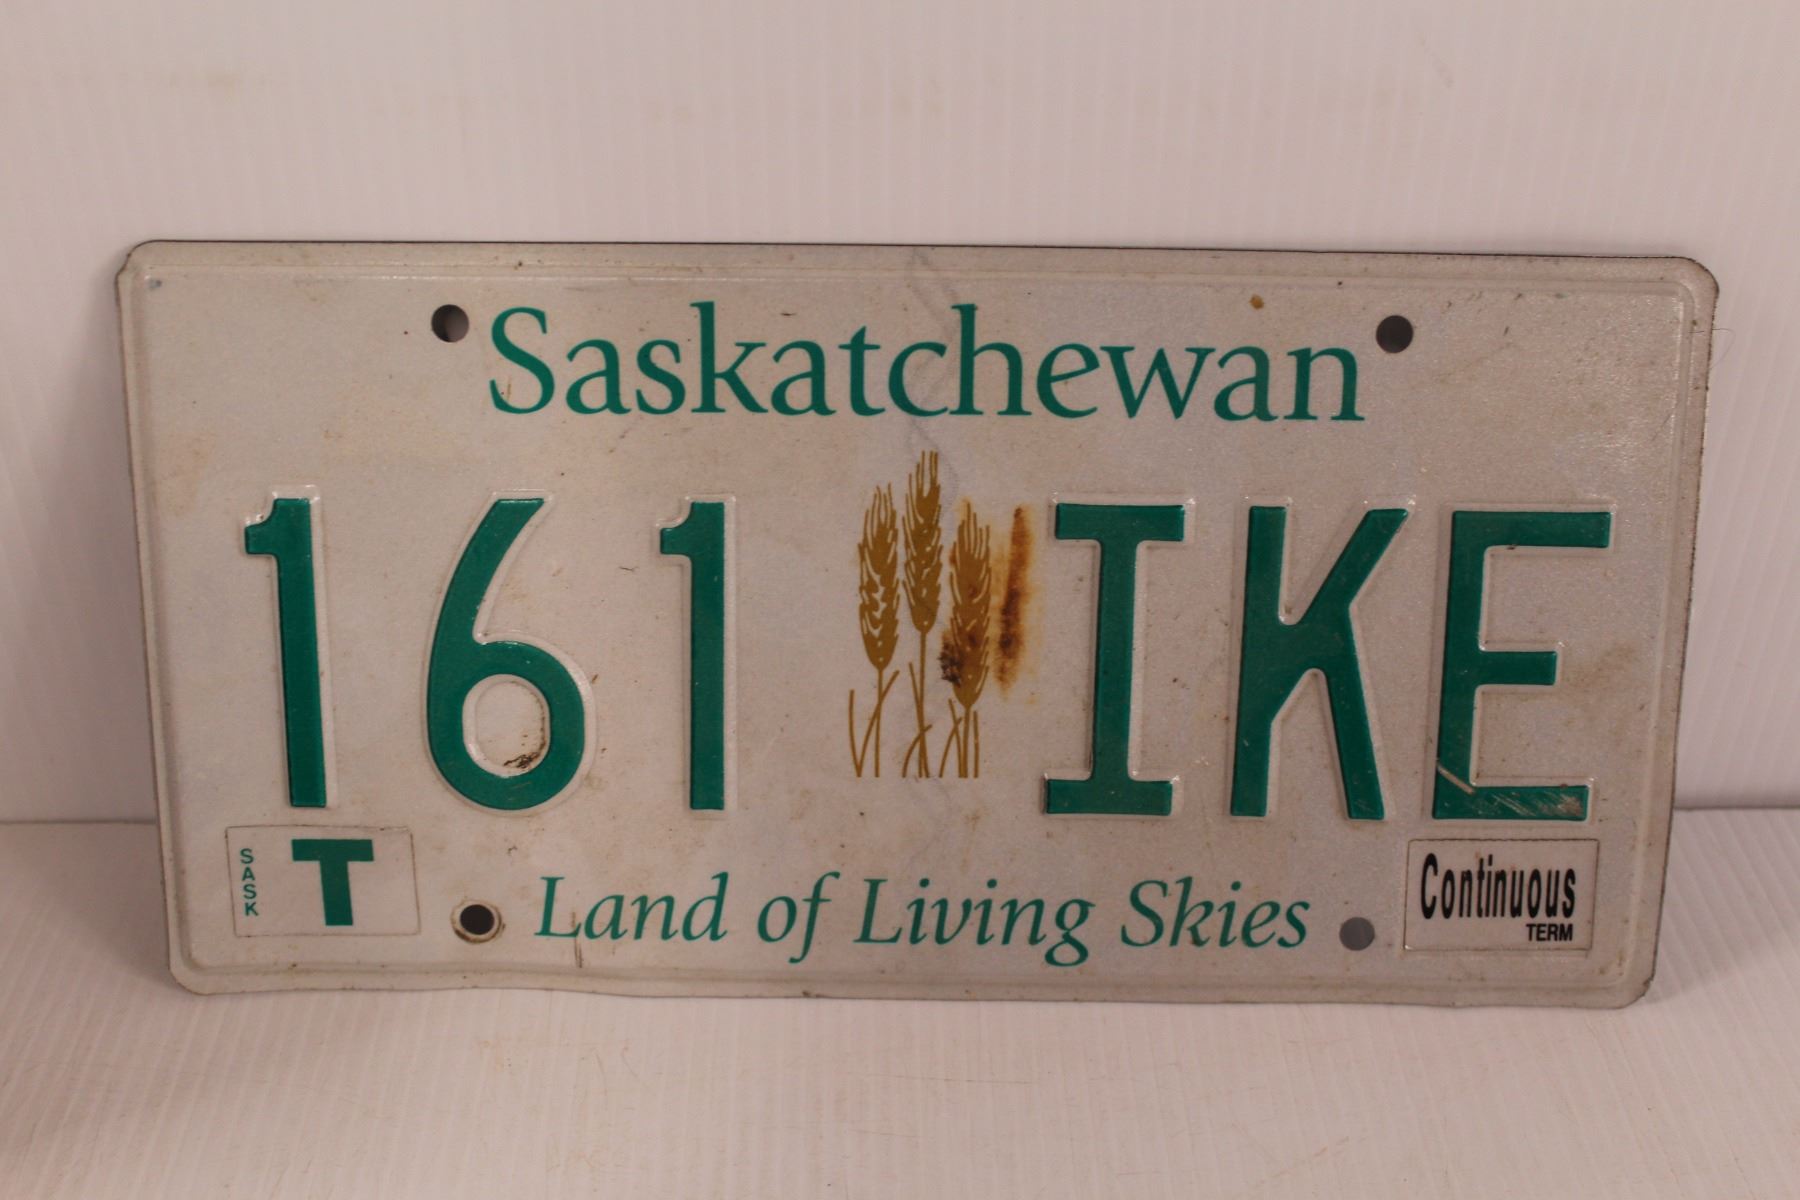 Saskatchewan
161 IKE
SASK T
Land of Living Skies
Continuous
TERM